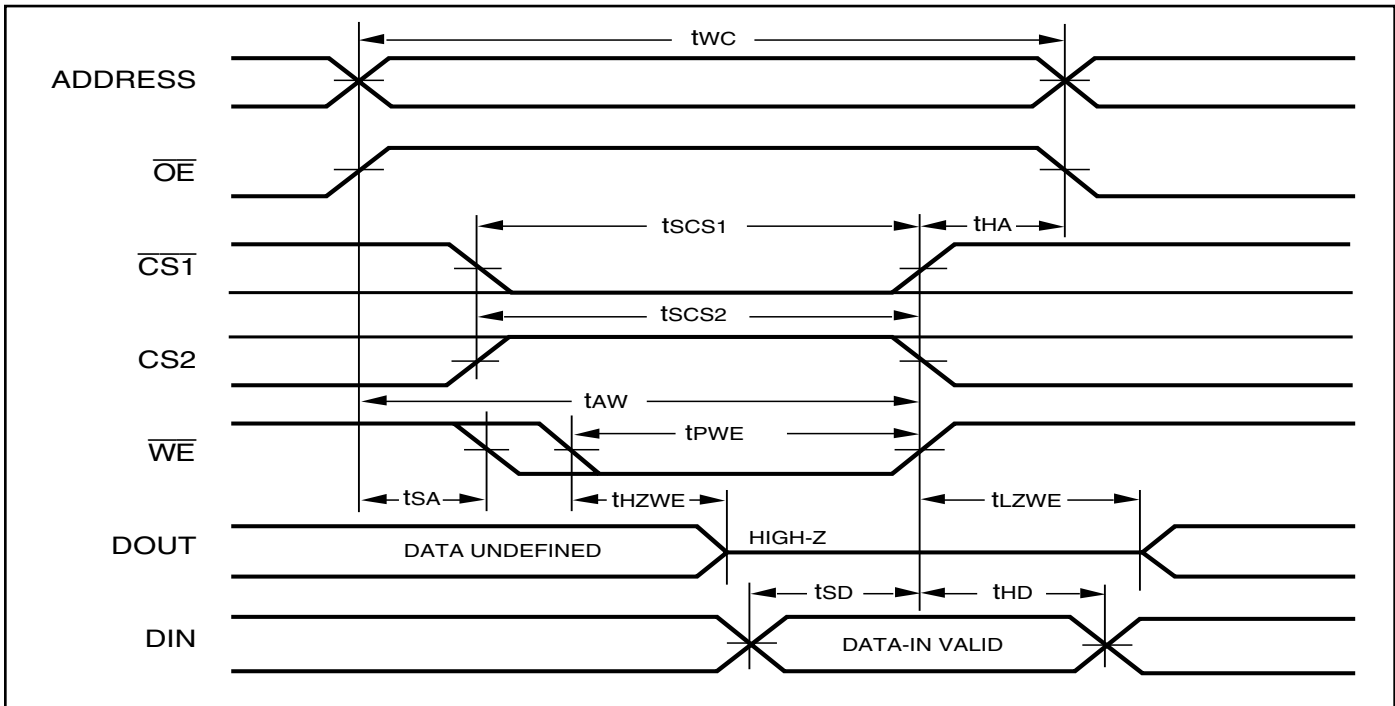 tWC
ADDRESS
OE
tSCS1
tHA
CS1
tSCS2
CS2
tAW
WE
tPWE
tSA
tHZWE
tLZWE
DOUT
DATA UNDEFINED
HIGH-Z
tSD
tHD
DIN
DATA-IN VALID